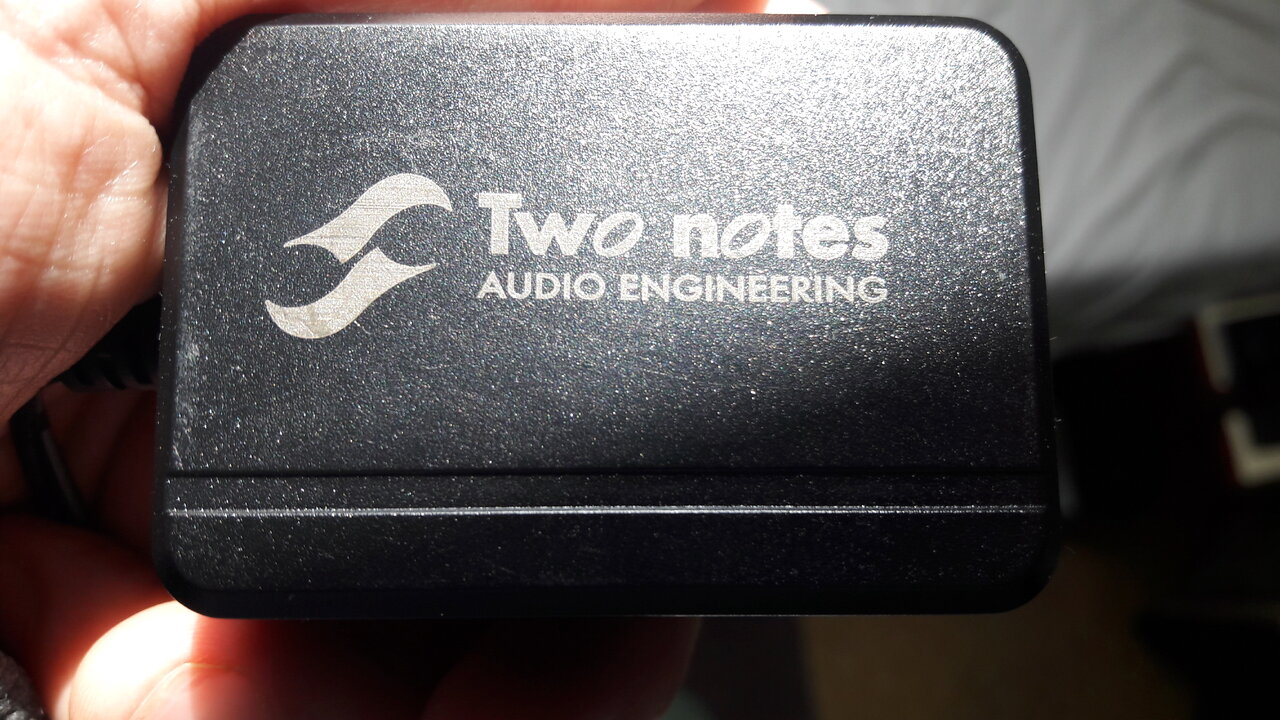 Two notes
AUDIO ENGINEERING